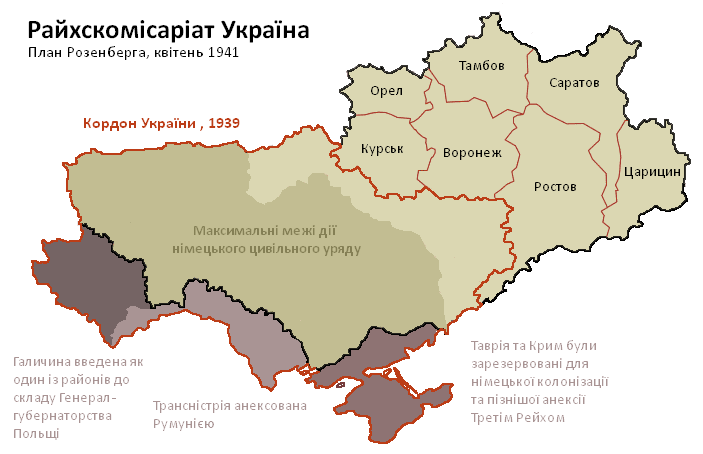 Райхскомісаріат Україна
План Розенберга, квітень 1941
Тамбов
Саратов
Орел
Кордон України , 1939
Курськ
Воронеж
Царицин
Ростов
Максимальні межі дії
німецького цивільного уряду
Галичина введена як
один із районів до
складу Генерал-
губернаторства
Польщі
Трансністрія анексована
Румунією
Таврія та Крим були
зарезервовані для
німецької колонізації
та пізнішої анексії
Третім Рейхом